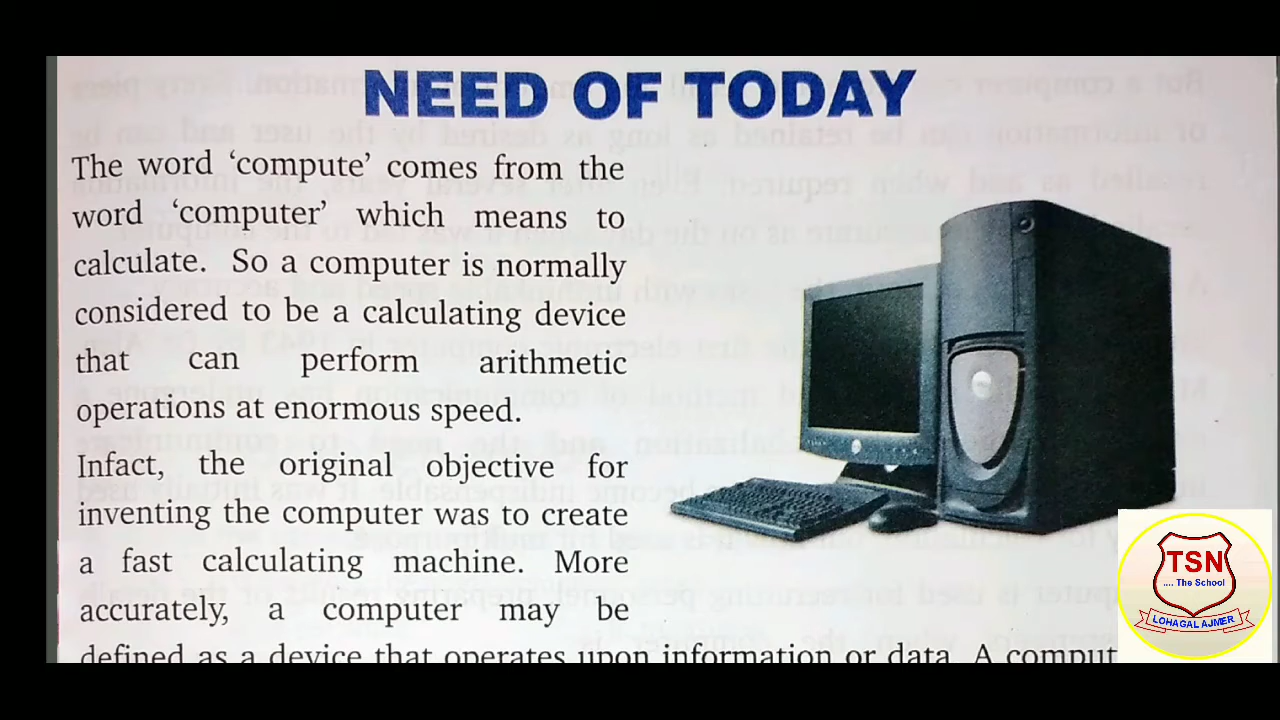 NEED OF TODAY
The word ‘compute’ comes from the
word ‘computer’ which means to
calculate. So a computer is normally
considered to be a calculating device
that can perform arithmetic
operations at enormous speed.
Infact, the original objective for
inventing the computer was to create
a fast calculating machine. More
accurately, a computer may be
defined as a device that operates upon information or data. A comput
TSN
.... The School
LOHAGAL AJMER